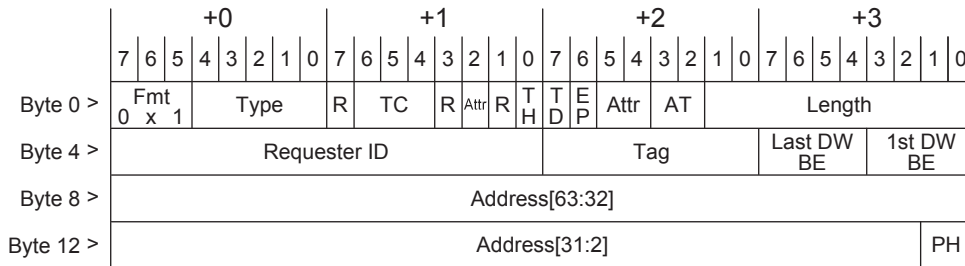 +0 +1 +2 +3
7 6 5 4 3 2 1 0 7 6 5 4 3 2 1 0 7 6 5 4 3 2 1 0 7 6 5 4 3 2 1 0
Byte 0 > Fmt 0 x 1 Type R TC R Attr R TH TD EP Attr AT Length
Byte 4 > Requester ID Tag Last DW BE 1st DW BE
Byte 8 > Address[63:32]
Byte 12 > Address[31:2] PH